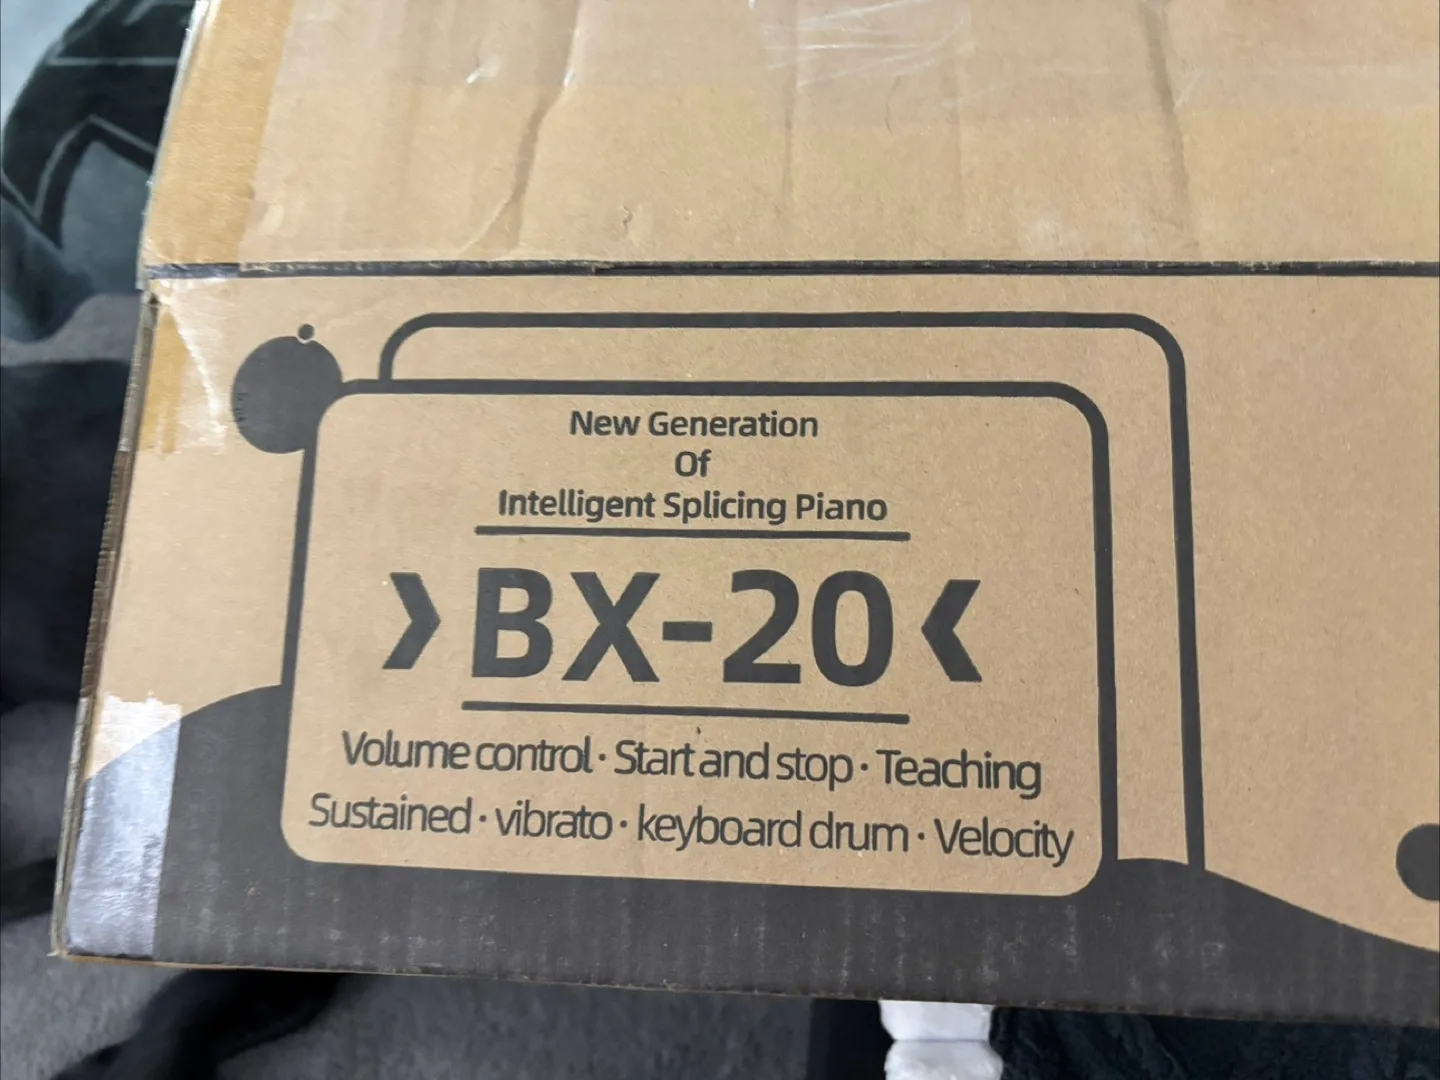 New Generation
Of
Intelligent Splicing Piano
BX-20
Volume control · Start and stop · Teaching
Sustained · vibrato · keyboard drum · Velocity